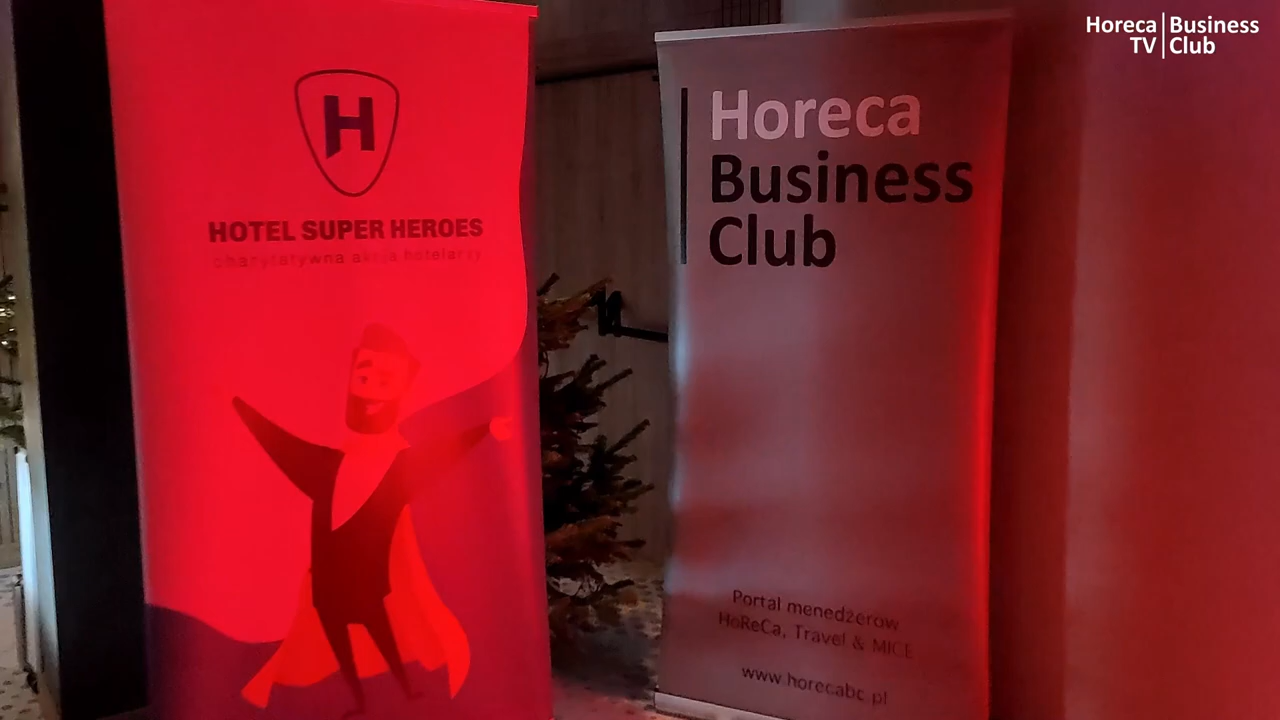 H
HOTEL SUPER HEROES
charytatywna akcja hotelarzy
Horeca
Business
Club
Portal menedżerów
HoReCa, Travel & MICE
www.horecabc.pl
Horeca Business
TV Club